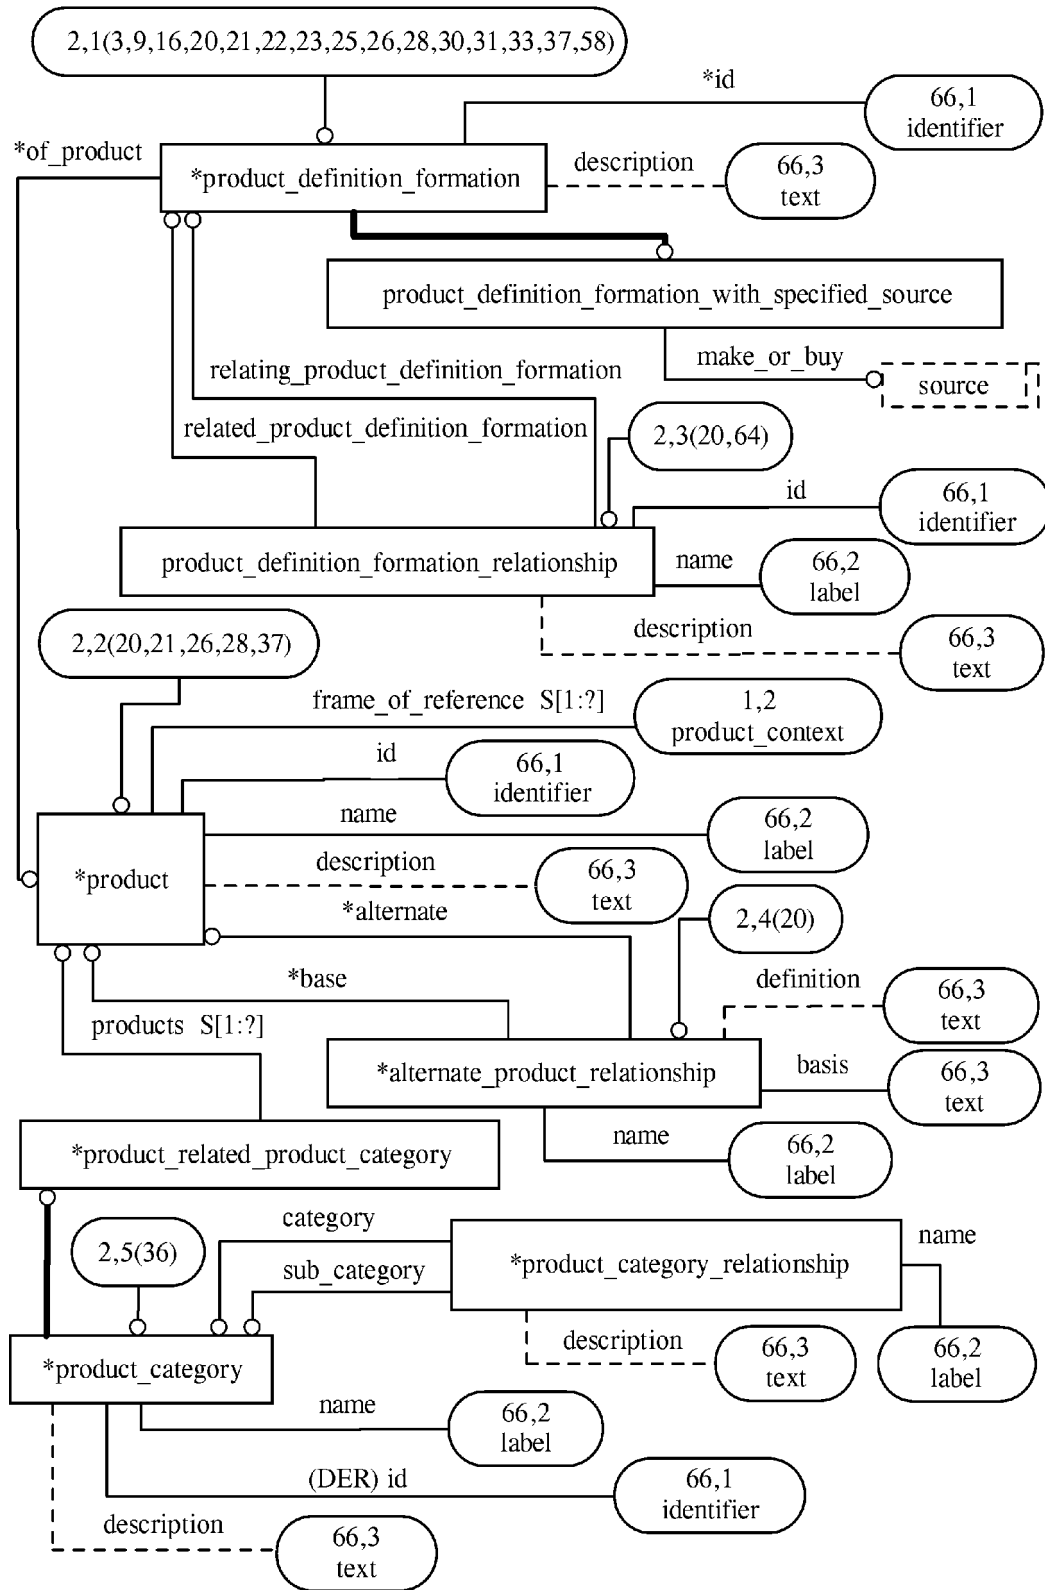 2,1(3,9,16,20,21,22,23,25,26,28,30,31,33,37,58)
*id
66,1
identifier
*of_product
*product_definition_formation
description
66,3
text
product_definition_formation_with_specified_source
make_or_buy
source
relating_product_definition_formation
related_product_definition_formation
2,3(20,64)
id
66,1
identifier
product_definition_formation_relationship
name
66,2
label
description
66,3
text
2,2(20,21,26,28,37)
frame_of_reference S[1:?]
1,2
product_context
id
66,1
identifier
name
66,2
label
*product
description
66,3
text
*alternate
2,4(20)
*base
definition
66,3
text
products S[1:?]
*alternate_product_relationship
basis
66,3
text
name
66,2
label
*product_related_product_category
category
2,5(36)
sub_category
*product_category_relationship
name
description
66,3
text
66,2
label
*product_category
name
66,2
label
(DER) id
66,1
identifier
description
66,3
text